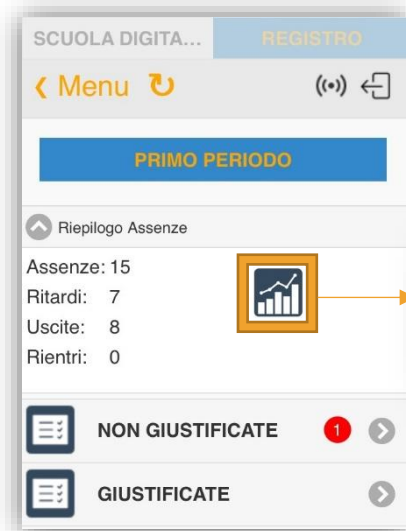 SCUOLA DIGITA... REGISTRO
Menu
PRIMO PERIODO
Riepilogo Assenze
Assenze: 15
Ritardi: 7
Uscite: 8
Rientri: 0
NON GIUSTIFICATE 1
GIUSTIFICATE